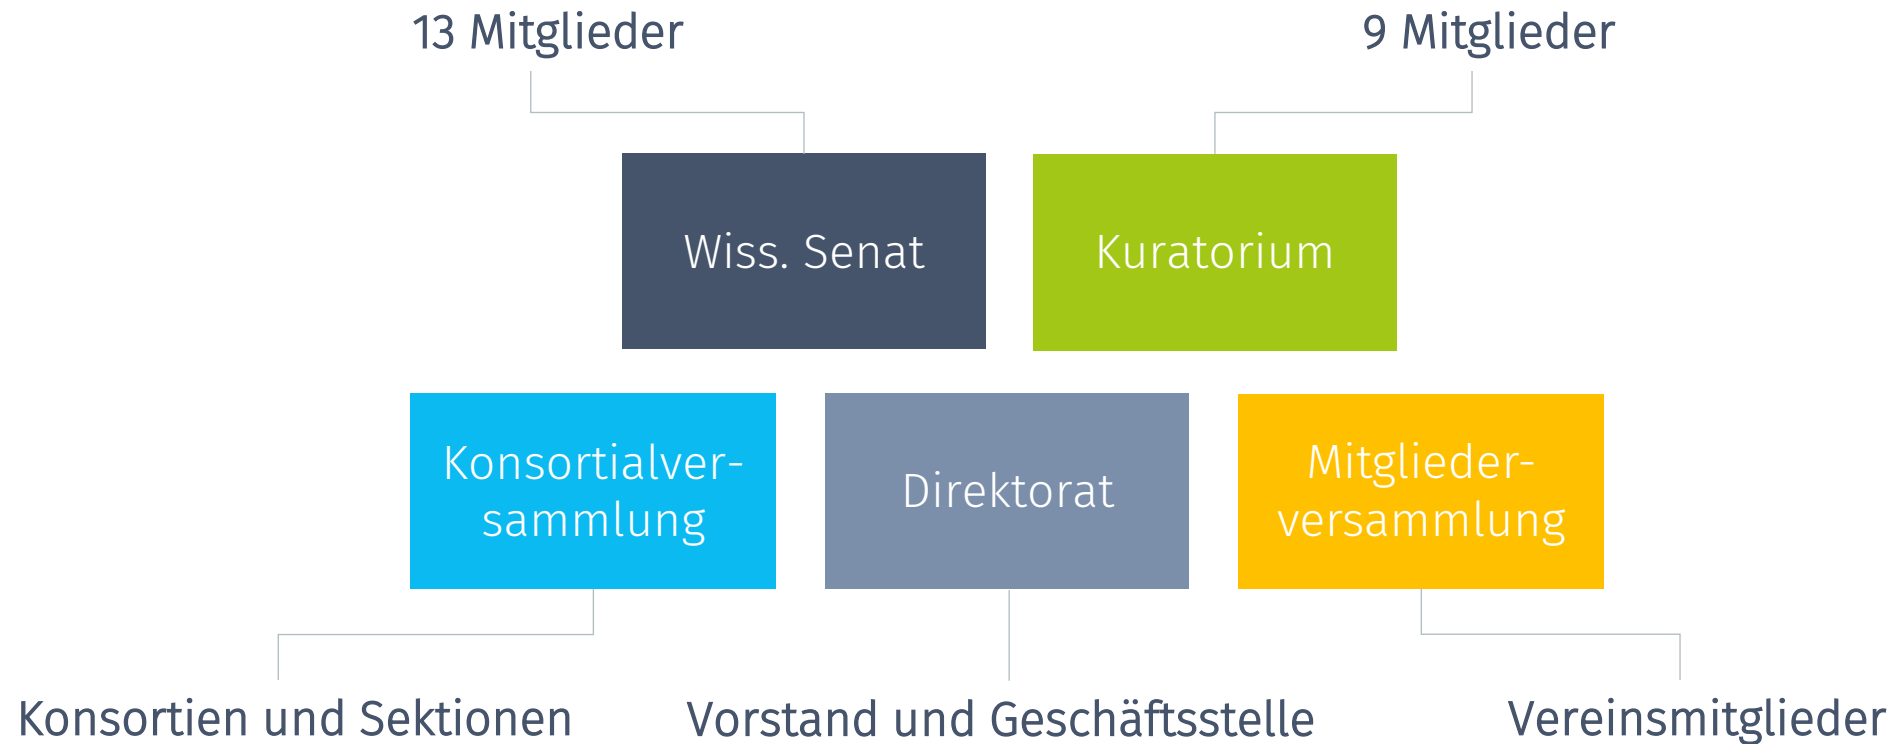 13 Mitglieder
9 Mitglieder
Wiss. Senat
Kuratorium
Konsortialver-
sammlung
Direktorat
Mitglieder-
versammlung
Konsortien und Sektionen
Vorstand und Geschäftsstelle
Vereinsmitglieder